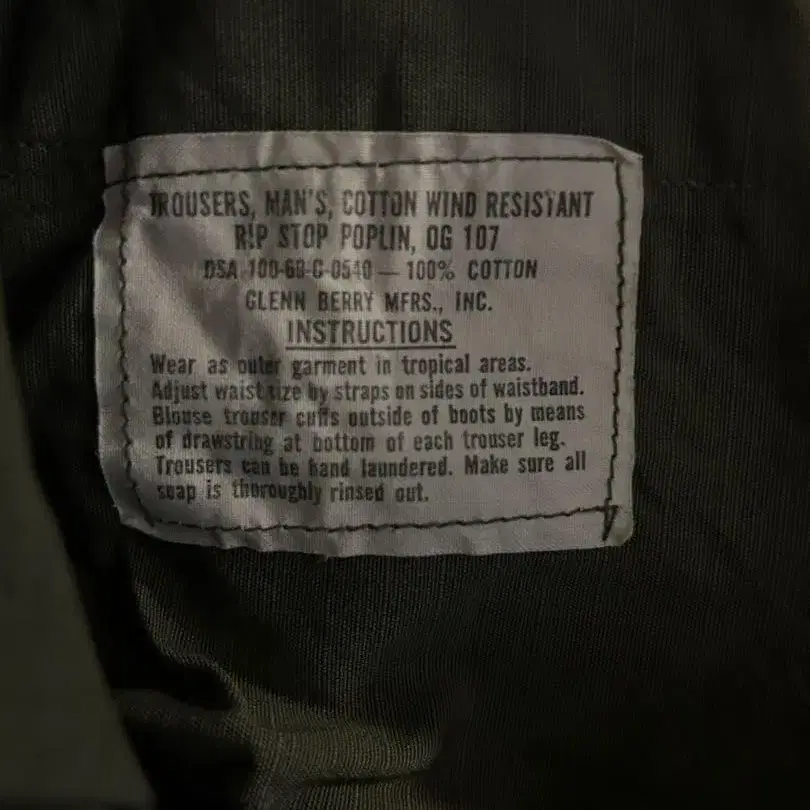 TROUSERS, MAN'S, COTTON WIND RESISTANT
RIP STOP POPLIN, OG 107
DSA 100-68-C-0540 — 100% COTTON
GLENN BERRY MFRS., INC.
INSTRUCTIONS
Wear as outer garment in tropical areas.
Adjust waist size by straps on sides of waistband.
Blouse trouser cuffs outside of boots by means
of drawstring at bottom of each trouser leg.
Trousers can be hand laundered. Make sure all
soap is thoroughly rinsed out.